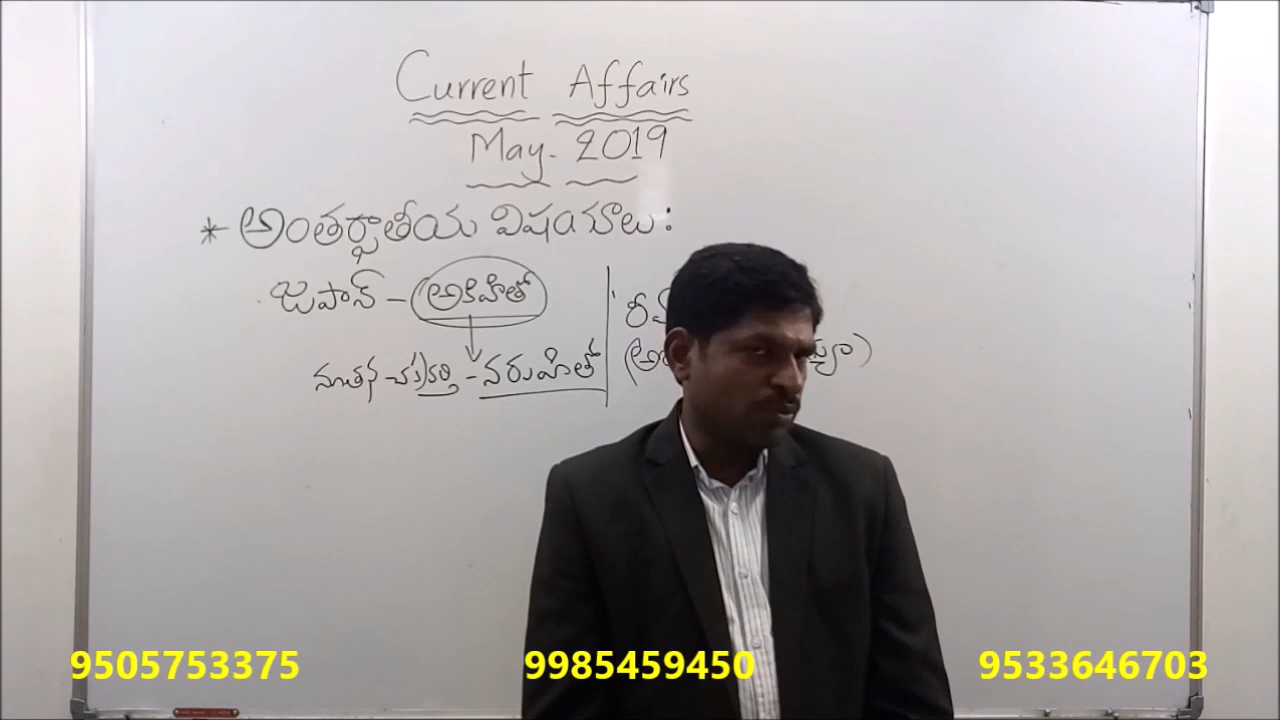 Current Affairs
May-2019
* అంతర్జాతీయ విషయాలు:
జపాన్ - అకిహితో
నూతన చక్రవర్తి - నరుహితో
9505753375 9985459450 9533646703